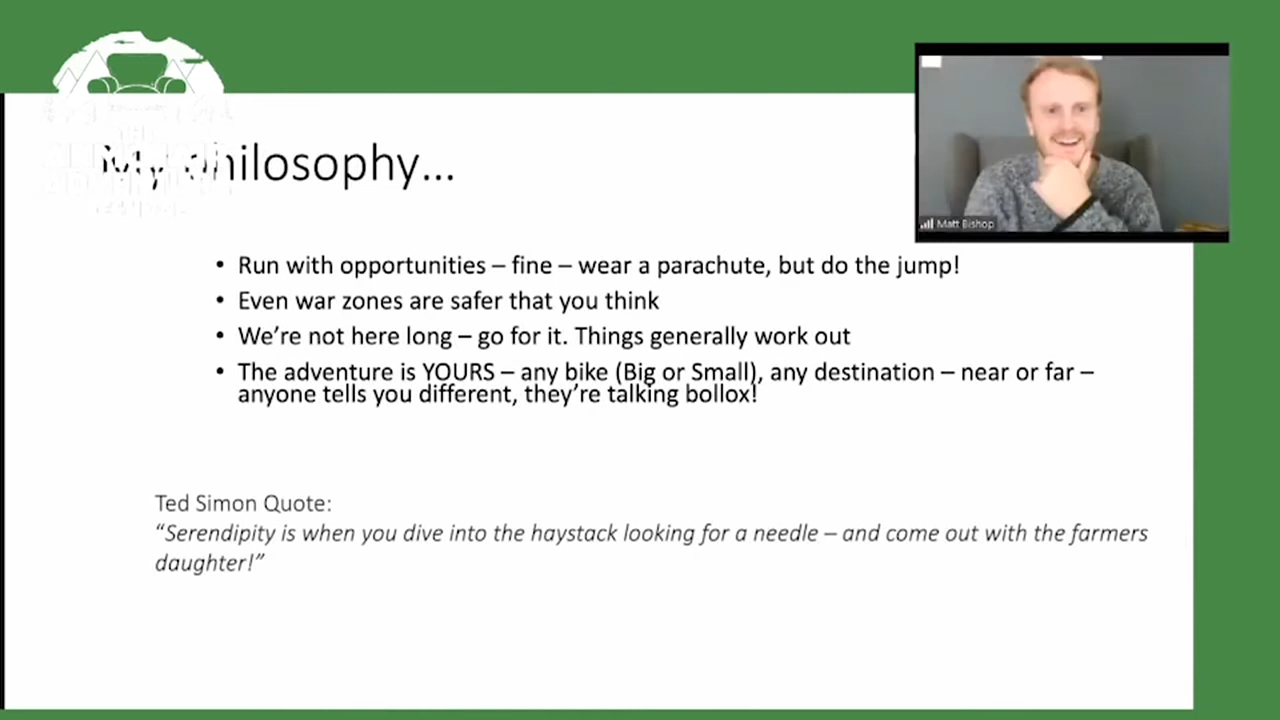 My philosophy...
Matt Bishop
• Run with opportunities – fine – wear a parachute, but do the jump!
• Even war zones are safer that you think
• We're not here long – go for it. Things generally work out
• The adventure is YOURS – any bike (Big or Small), any destination – near or far –
anyone tells you different, they're talking bollox!
Ted Simon Quote:
“Serendipity is when you dive into the haystack looking for a needle – and come out with the farmers
daughter!”